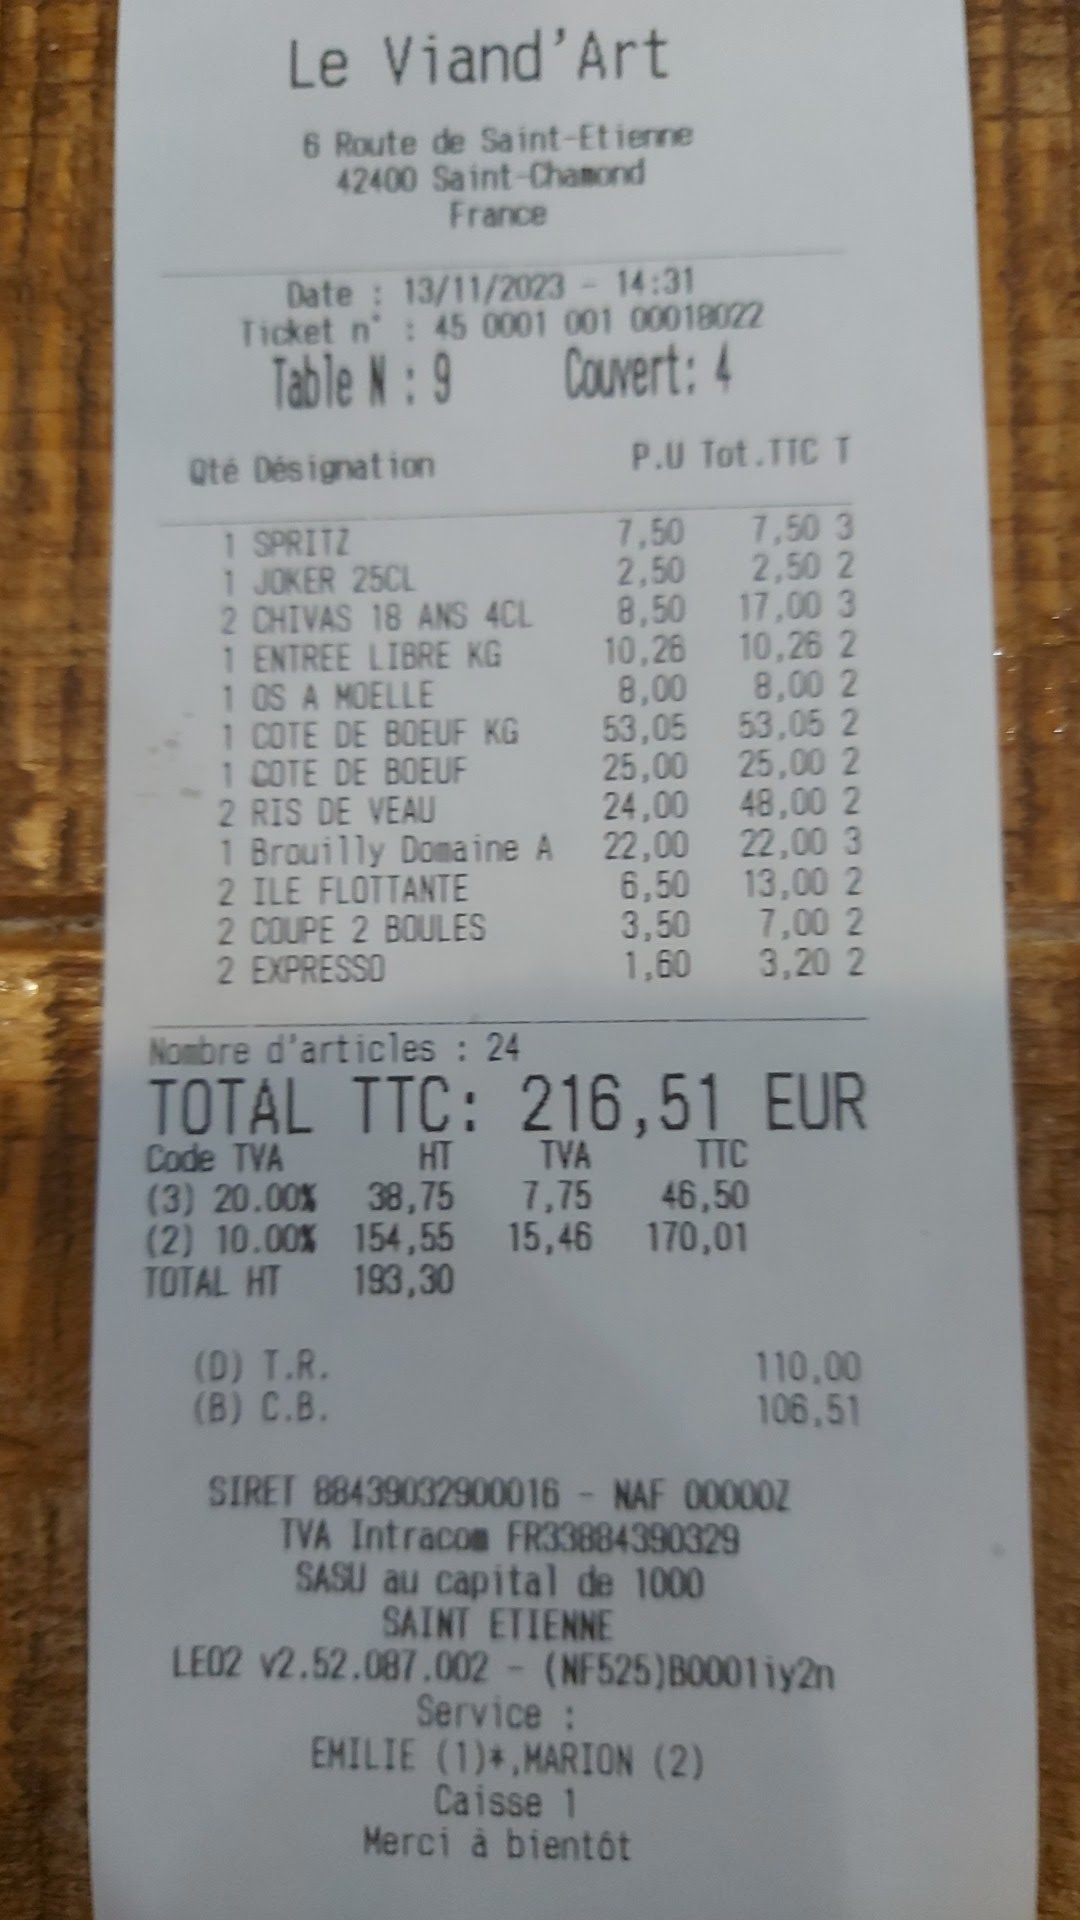 Le Viand'Art
6 Route de Saint-Etienne
42400 Saint-Chamond
France
Date : 13/11/2023 - 14:31
Ticket n° : 45 0001 001 00018022
Table N : 9 Couvert: 4
Qté Désignation P.U Tot.TTC T
1 SPRITZ 7,50 7,50 3
1 JOKER 25CL 2,50 2,50 2
2 CHIVAS 18 ANS 4CL 8,50 17,00 3
1 ENTREE LIBRE KG 10,26 10,26 2
1 OS A MOELLE 8,00 8,00 2
1 COTE DE BOEUF KG 53,05 53,05 2
1 COTE DE BOEUF 25,00 25,00 2
2 RIS DE VEAU 24,00 48,00 2
1 Brouilly Domaine A 22,00 22,00 3
2 ILE FLOTTANTE 6,50 13,00 2
2 COUPE 2 BOULES 3,50 7,00 2
2 EXPRESSO 1,60 3,20 2
Nombre d'articles : 24
TOTAL TTC: 216,51 EUR
Code TVA HT TVA TTC
(3) 20.00% 38,75 7,75 46,50
(2) 10.00% 154,55 15,46 170,01
TOTAL HT 193,30
(D) T.R. 110,00
(B) C.B. 106,51
SIRET 88439032900016 - NAF 00000Z
TVA Intracom FR33884390329
SASU au capital de 1000
SAINT ETIENNE
LEO2 v2.52.087.002 - (NF525)B0001iy2n
Service :
EMILIE (1)*,MARION (2)
Caisse 1
Merci à bientôt